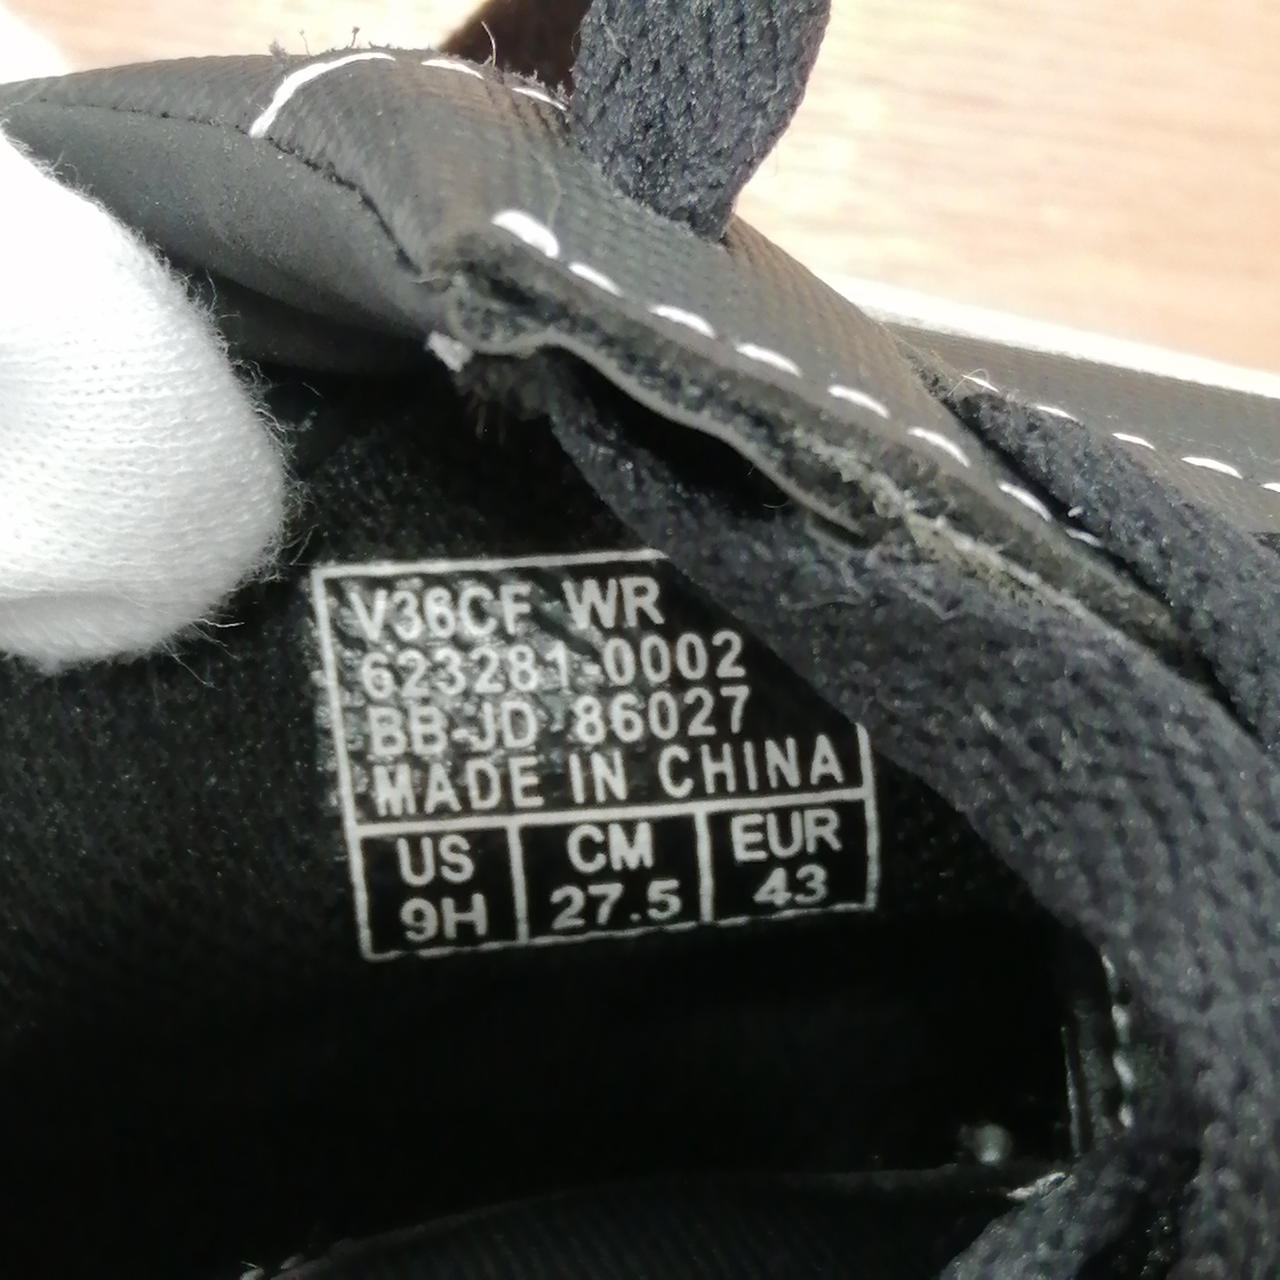 V36CF WR
623281-0002
BB-JD 86027
MADE IN CHINA
US CM EUR
9H 27.5 43